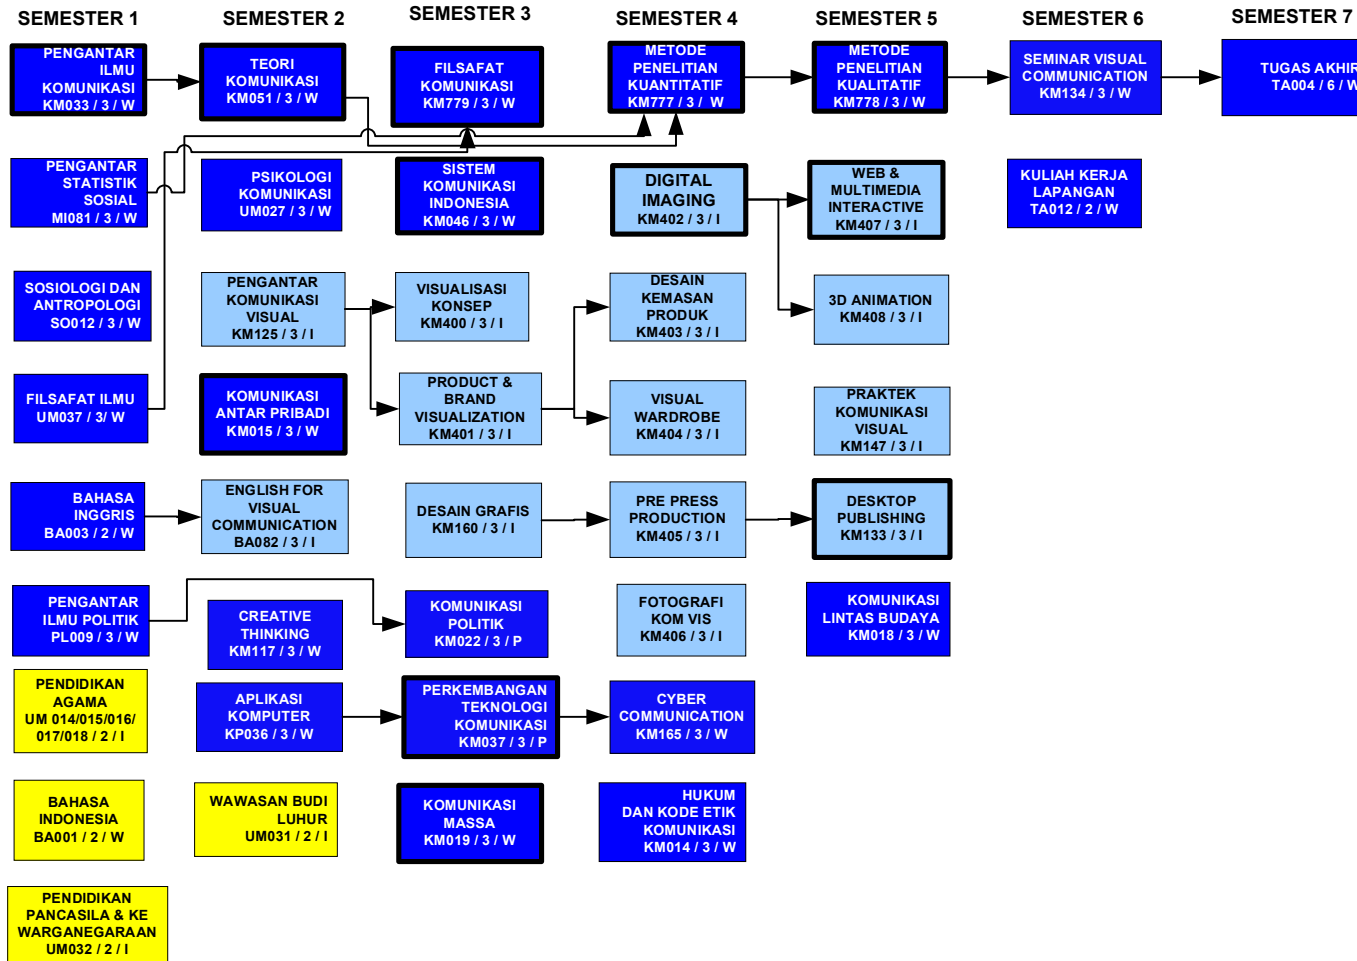 SEMESTER 1
SEMESTER 2
SEMESTER 3
SEMESTER 4
SEMESTER 5
SEMESTER 6
SEMESTER 7
PENGANTAR
ILMU
KOMUNIKASI
KM033 / 3 / W
TEORI
KOMUNIKASI
KM051 / 3 / W
FILSAFAT
KOMUNIKASI
KM779 / 3 / W
METODE
PENELITIAN
KUANTITATIF
KM777 / 3 / W
METODE
PENELITIAN
KUALITATIF
KM778 / 3 / W
SEMINAR VISUAL
COMMUNICATION
KM134 / 3 / W
TUGAS AKHIR
TA004 / 6 / W
PENGANTAR
STATISTIK
SOSIAL
MI081 / 3 / W
PSIKOLOGI
KOMUNIKASI
UM027 / 3 / W
SISTEM
KOMUNIKASI
INDONESIA
KM046 / 3 / W
DIGITAL
IMAGING
KM402 / 3 / I
WEB &
MULTIMEDIA
INTERACTIVE
KM407 / 3 / I
KULIAH KERJA
LAPANGAN
TA012 / 2 / W
SOSIOLOGI DAN
ANTROPOLOGI
SO012 / 3 / W
PENGANTAR
KOMUNIKASI
VISUAL
KM125 / 3 / I
VISUALISASI
KONSEP
KM400 / 3 / I
DESAIN
KEMASAN
PRODUK
KM403 / 3 / I
3D ANIMATION
KM408 / 3 / I
FILSAFAT ILMU
UM037 / 3/ W
KOMUNIKASI
ANTAR PRIBADI
KM015 / 3 / W
PRODUCT &
BRAND
VISUALIZATION
KM401 / 3 / I
VISUAL
WARDROBE
KM404 / 3 / I
PRAKTEK
KOMUNIKASI
VISUAL
KM147 / 3 / I
BAHASA
INGGRIS
BA003 / 2 / W
ENGLISH FOR
VISUAL
COMMUNICATION
BA082 / 3 / I
DESAIN GRAFIS
KM160 / 3 / I
PRE PRESS
PRODUCTION
KM405 / 3 / I
DESKTOP
PUBLISHING
KM133 / 3 / I
PENGANTAR
ILMU POLITIK
PL009 / 3 / W
CREATIVE
THINKING
KM117 / 3 / W
KOMUNIKASI
POLITIK
KM022 / 3 / P
FOTOGRAFI
KOM VIS
KM406 / 3 / I
KOMUNIKASI
LINTAS BUDAYA
KM018 / 3 / W
PENDIDIKAN
AGAMA
UM 014/015/016/
017/018 / 2 / I
APLIKASI
KOMPUTER
KP036 / 3 / W
PERKEMBANGAN
TEKNOLOGI
KOMUNIKASI
KM037 / 3 / P
CYBER
COMMUNICATION
KM165 / 3 / W
BAHASA
INDONESIA
BA001 / 2 / W
WAWASAN BUDI
LUHUR
UM031 / 2 / I
KOMUNIKASI
MASSA
KM019 / 3 / W
HUKUM
DAN KODE ETIK
KOMUNIKASI
KM014 / 3 / W
PENDIDIKAN
PANCASILA & KE
WARGANEGARAAN
UM032 / 2 / I